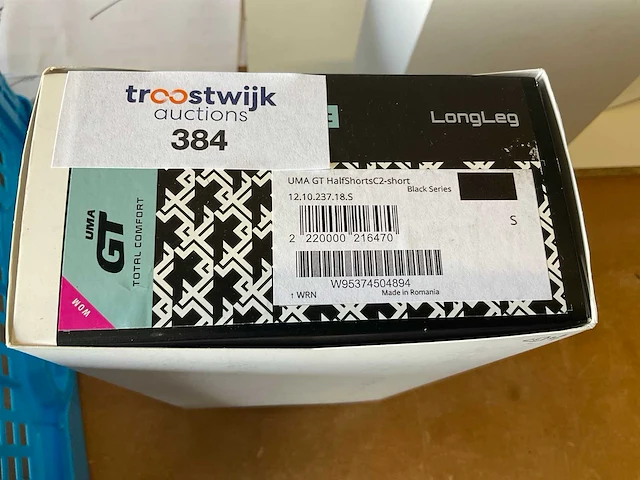 troostwijk
auctions
384
LongLeg
UMA GT HalfShortsC2-short
Black Series
12.10.237.18.S
S
2 220000 216470
W95374504894
1 WRN
Made in Romania
UMA
GT
TOTAL COMFORT
WOM